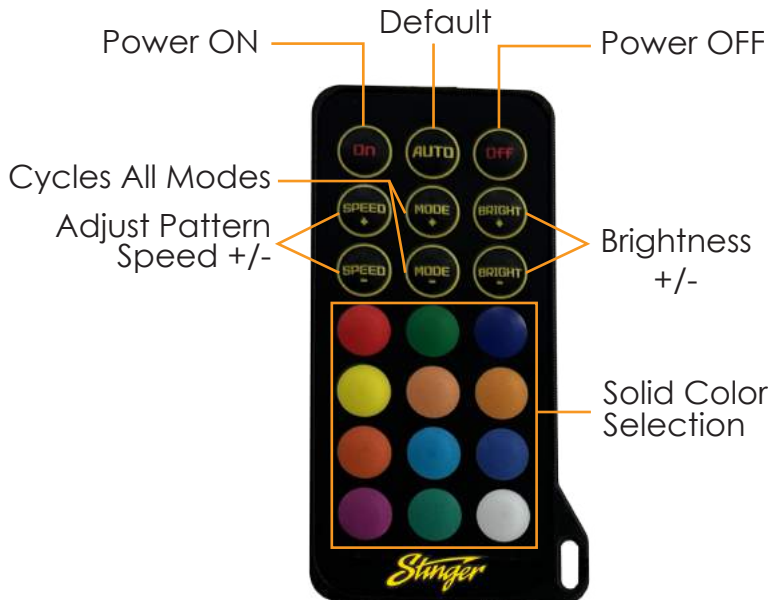 Default
Power ON
Power OFF
On
AUTO
Off
Cycles All Modes
SPEED
+
MODE
+
BRIGHT
+
Adjust Pattern
Speed +/-
Brightness
+/-
SPEED
-
MODE
-
BRIGHT
-
Solid Color
Selection
Stinger